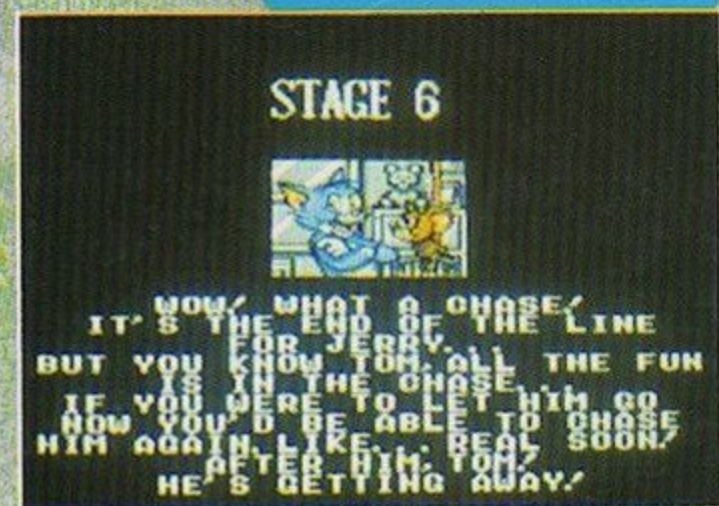 STAGE 6
WOW! WHAT A CHASE!
IT'S THE END OF THE LINE
FOR JERRY...
BUT YOU KNOW TOM, ALL THE FUN
IS IN THE CHASE...
IF YOU WERE TO LET HIM GO
NOW YOU'D BE ABLE TO CHASE
HIM AGAIN LIKE... REAL SOON!
AFTER HIM, TOM!
HE'S GETTING AWAY!